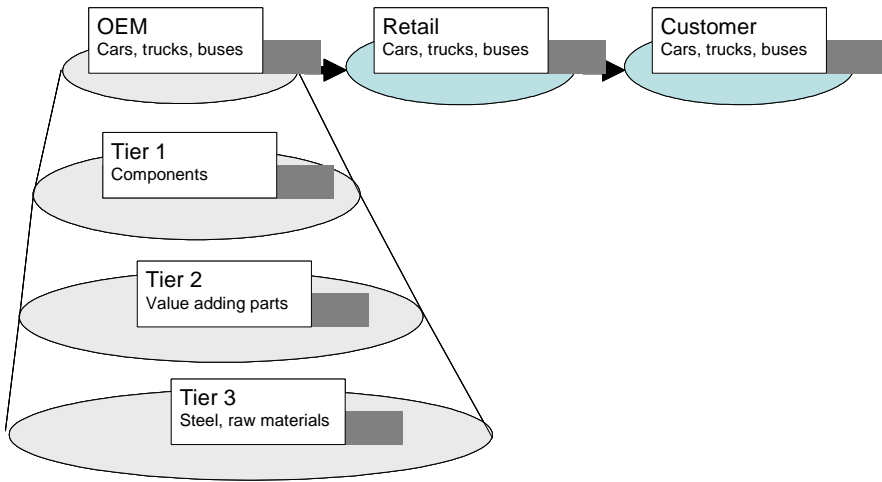 OEM
Cars, trucks, buses
Retail
Cars, trucks, buses
Customer
Cars, trucks, buses
Tier 1
Components
Tier 2
Value adding parts
Tier 3
Steel, raw materials